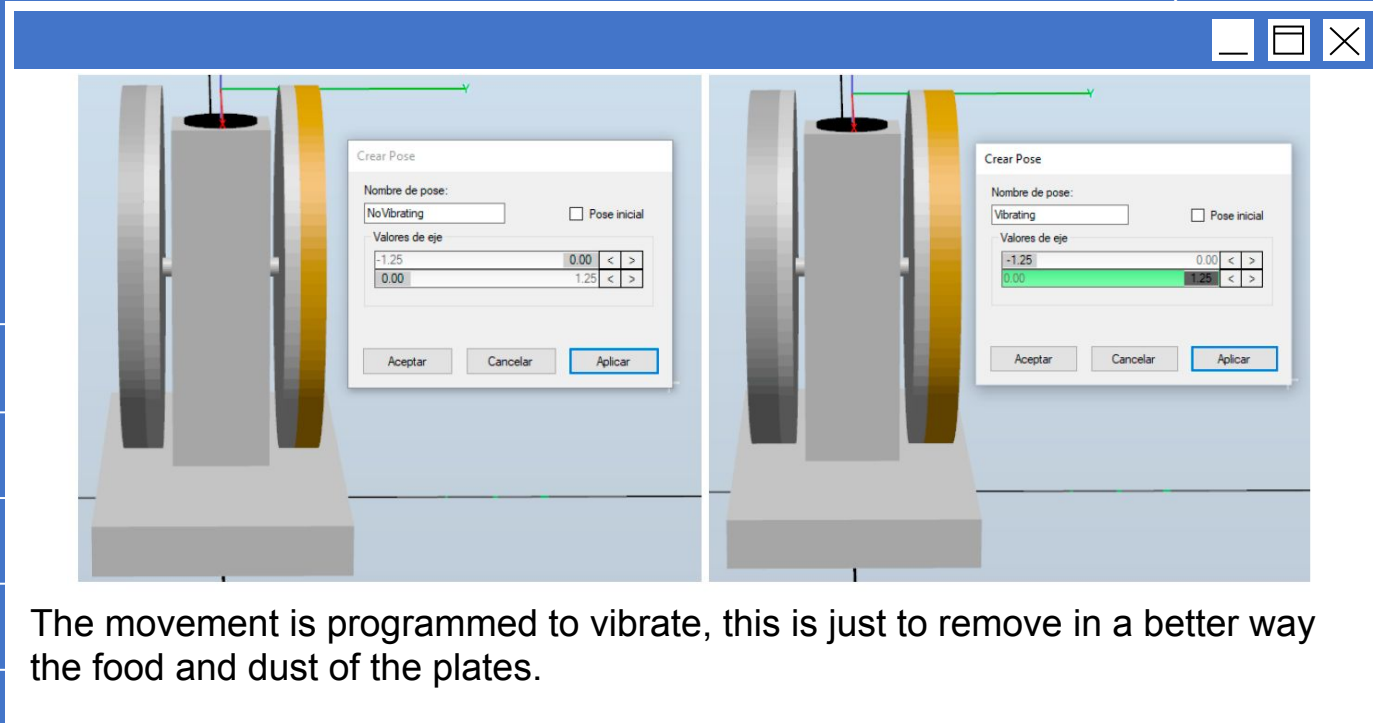 Y
Crear Pose
Nombre de pose:
NoVibrating
Pose inicial
Valores de eje
-1.25 0.00 < >
0.00 1.25 < >
Aceptar Cancelar Aplicar
Y
Crear Pose
Nombre de pose:
Vibrating
Pose inicial
Valores de eje
-1.25 0.00 < >
0.00 1.25 < >
Aceptar Cancelar Aplicar
The movement is programmed to vibrate, this is just to remove in a better way
the food and dust of the plates.